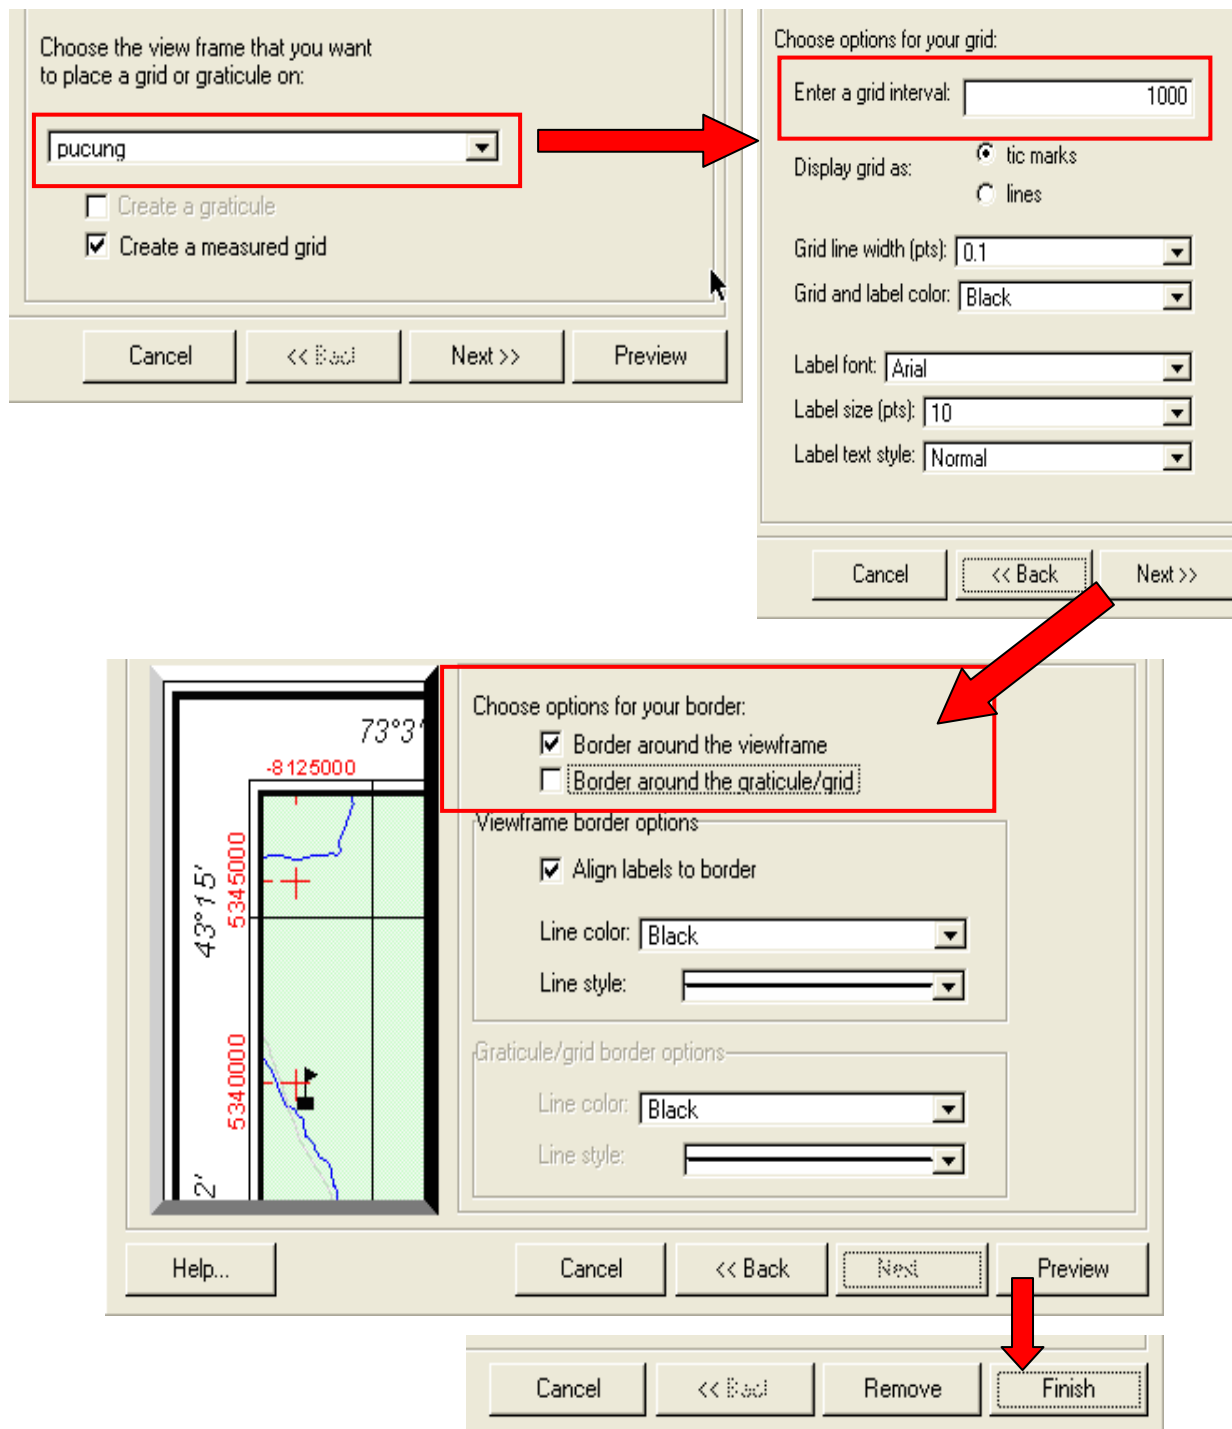 Choose the view frame that you want
to place a grid or graticule on:
pucung
Create a graticule
Create a measured grid
Cancel
<< Back
Next >>
Preview
Choose options for your grid:
Enter a grid interval: 1000
Display grid as:
tic marks
lines
Grid line width (pts): 0.1
Grid and label color: Black
Label font: Arial
Label size (pts): 10
Label text style: Normal
Cancel
<< Back
Next >>
73°3'
-8125000
43°15'
5345000
5340000
2'
Choose options for your border:
Border around the viewframe
Border around the graticule/grid
Viewframe border options
Align labels to border
Line color: Black
Line style:
Graticule/grid border options
Line color: Black
Line style:
Help...
Cancel
<< Back
Next
Preview
Cancel
<< Back
Remove
Finish